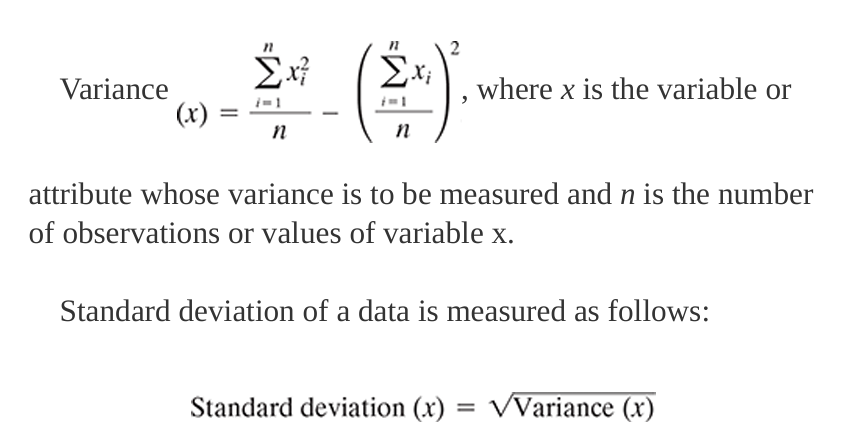 Variance (x) = \frac{\sum_{i=1}^{n} x_i^2}{n} - \left( \frac{\sum_{i=1}^{n} x_i}{n} \right)^2, where x is the variable or
attribute whose variance is to be measured and n is the number
of observations or values of variable x.
Standard deviation of a data is measured as follows:
Standard deviation (x) = \sqrt{Variance (x)}